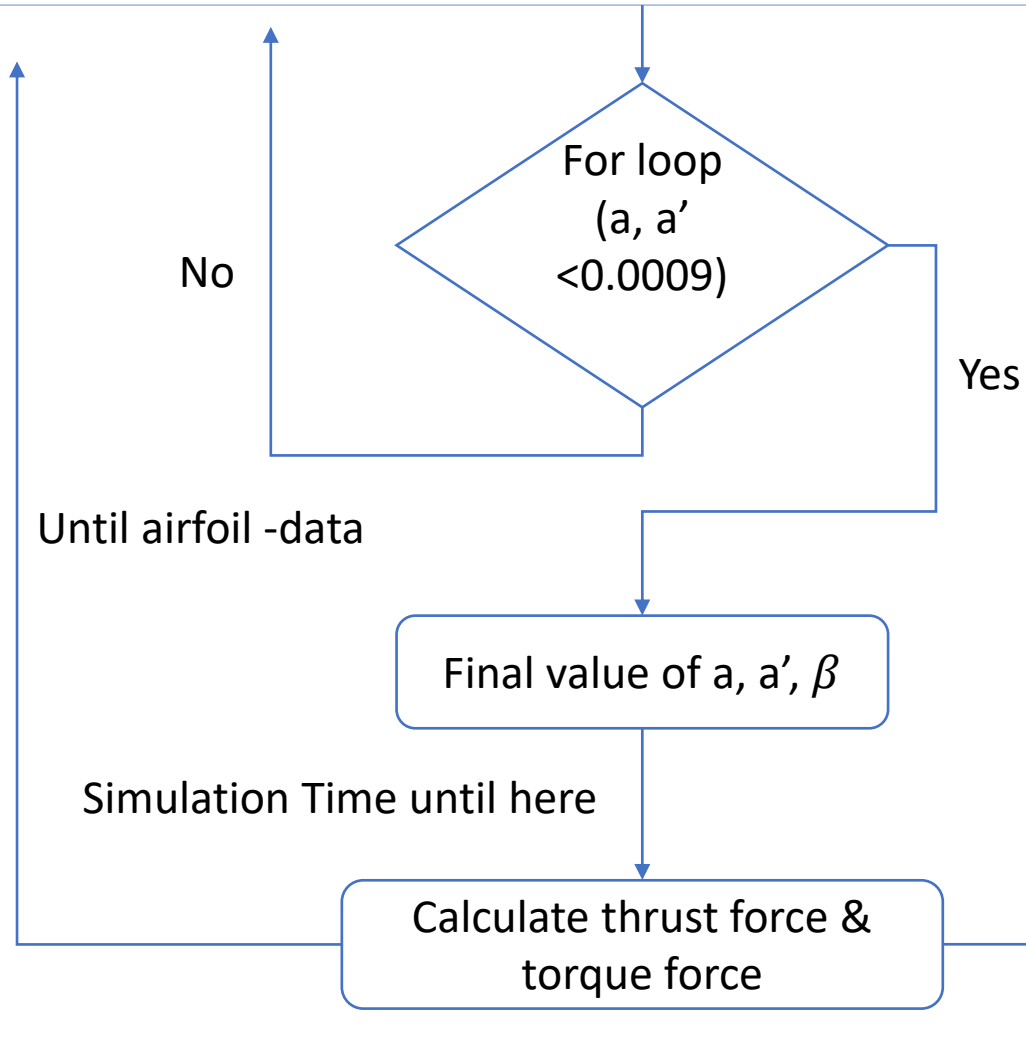 For loop
(a, a’
<0.0009)
No
Yes
Until airfoil -data
Final value of a, a’, 𝛽
Simulation Time until here
Calculate thrust force &
torque force